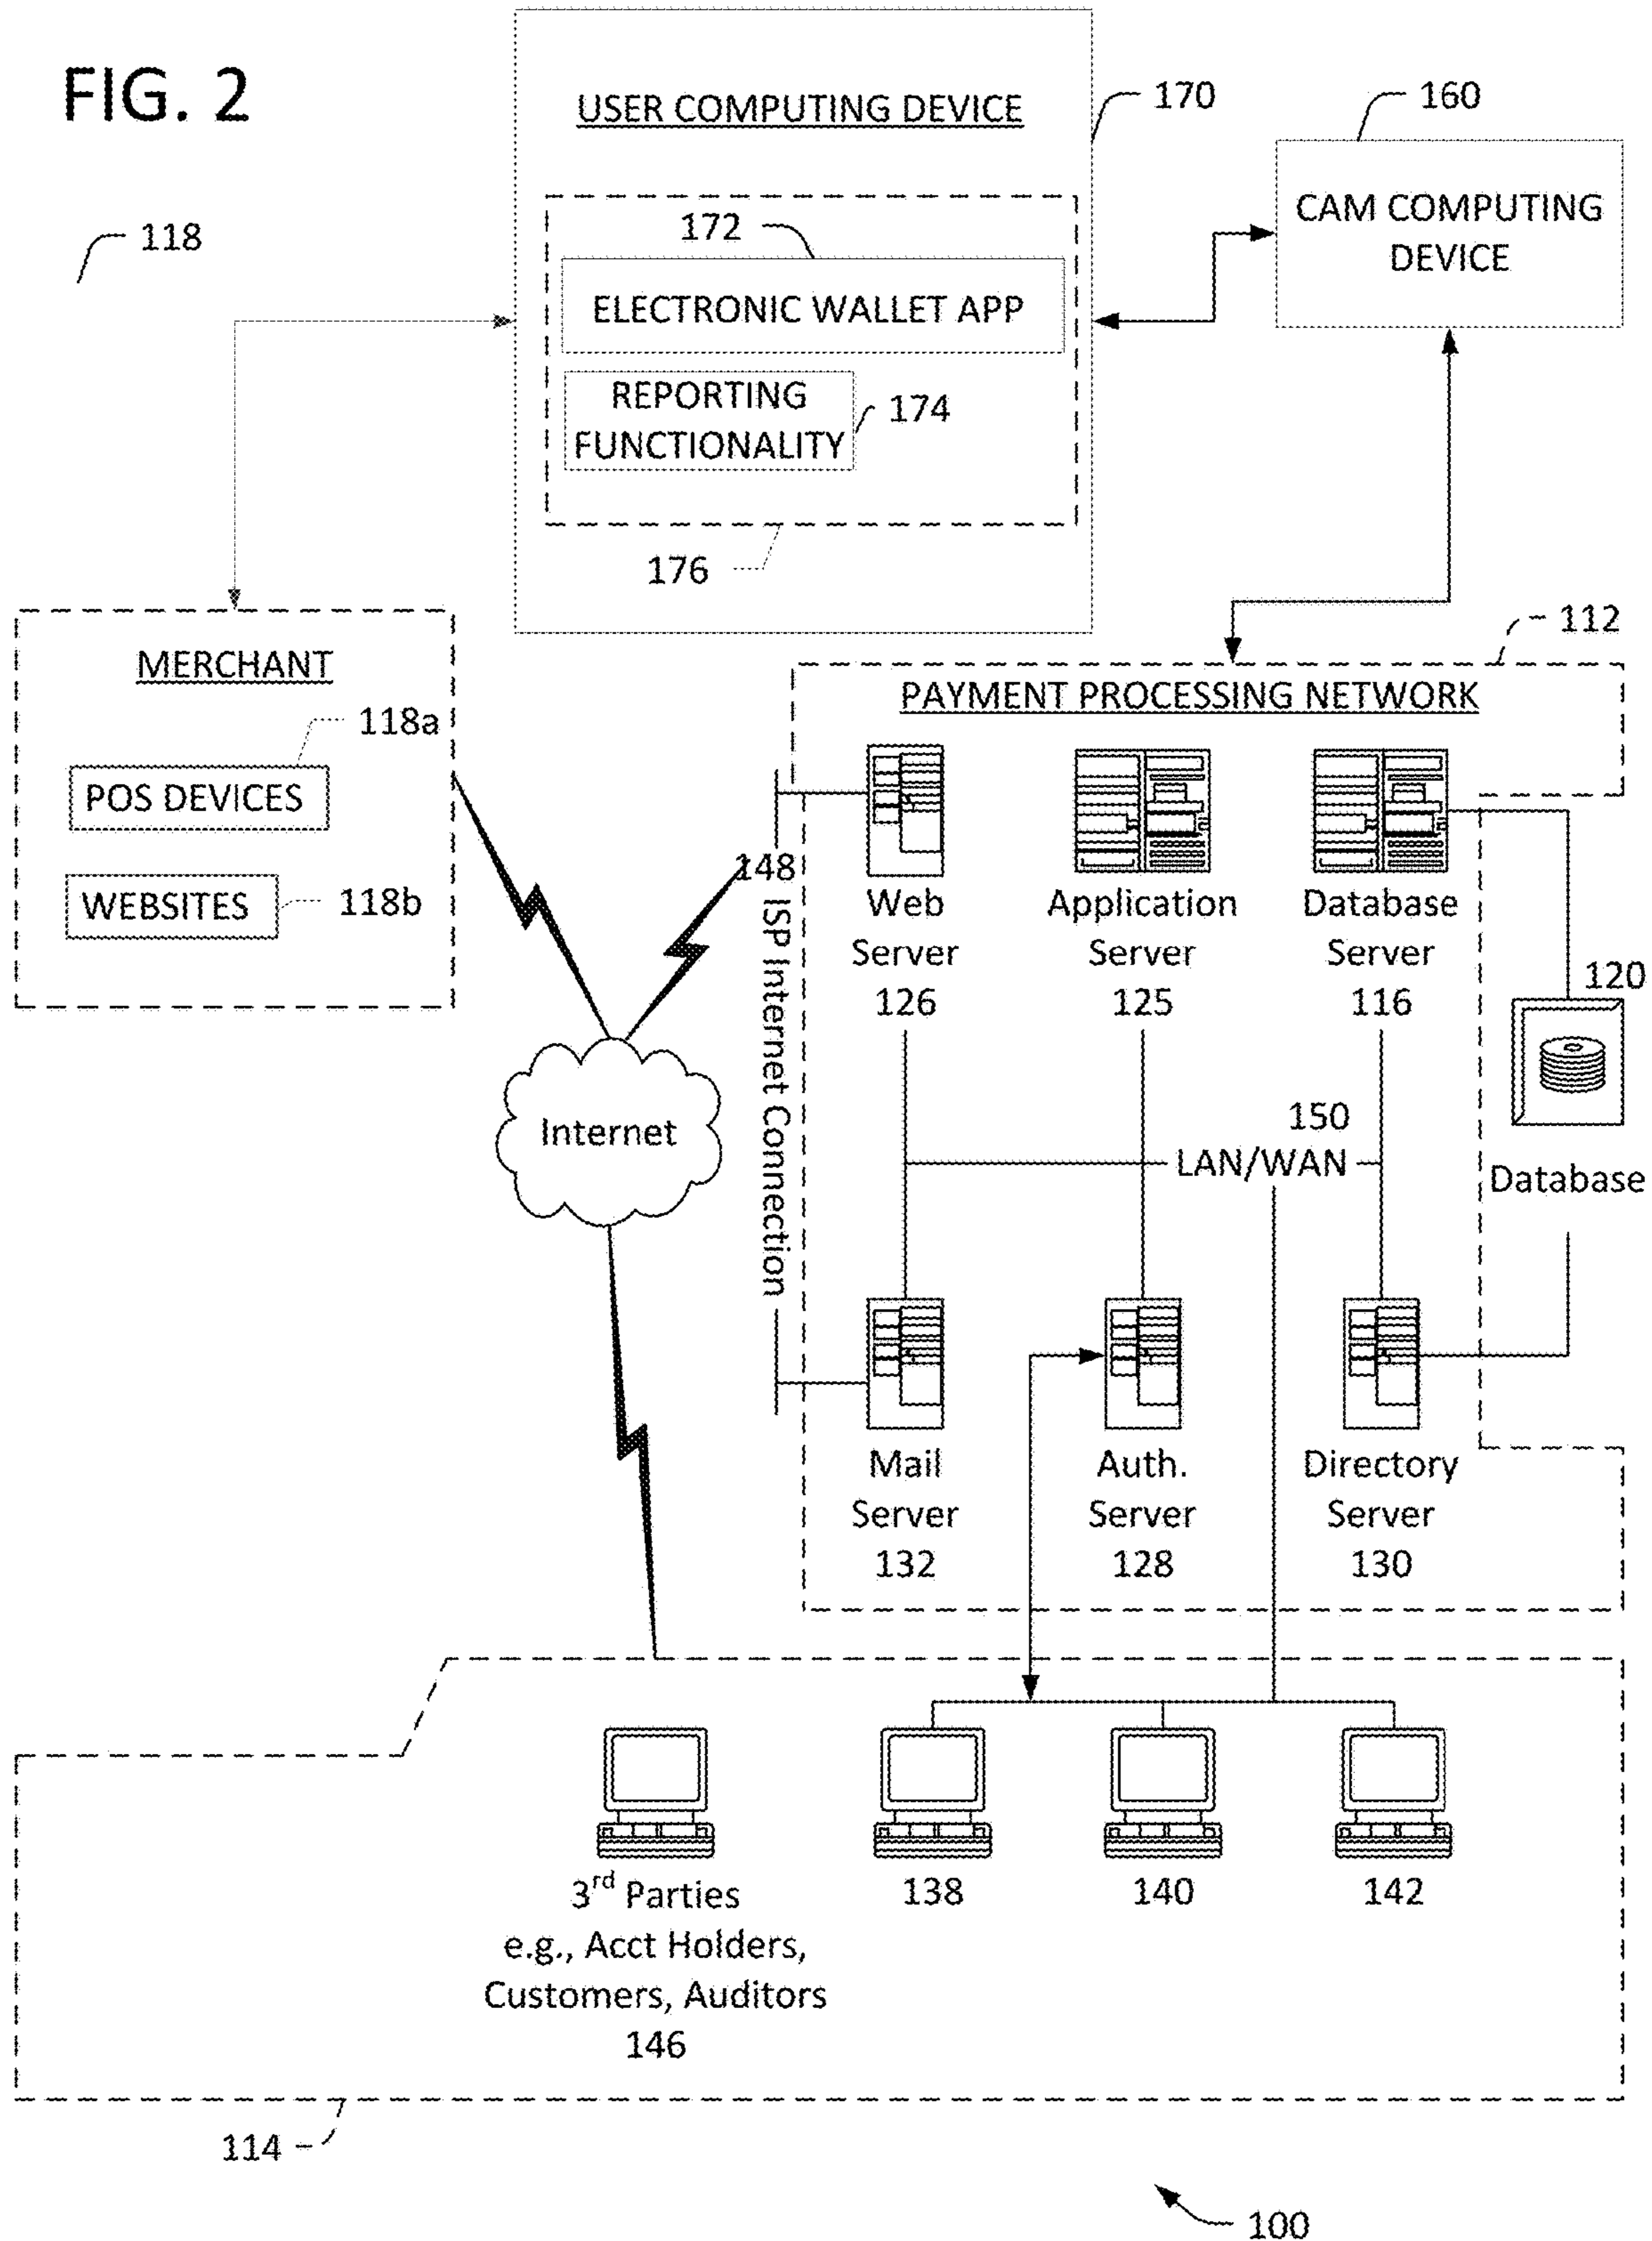 FIG. 2
USER COMPUTING DEVICE
170
160
CAM COMPUTING
DEVICE
118
172
ELECTRONIC WALLET APP
REPORTING
FUNCTIONALITY
174
176
MERCHANT
118a
POS DEVICES
WEBSITES
118b
112
PAYMENT PROCESSING NETWORK
148
ISP Internet Connection
Web
Server
126
Application
Server
125
Database
Server
116
120
Database
Internet
150
LAN/WAN
Mail
Server
132
Auth.
Server
128
Directory
Server
130
3rd Parties
e.g., Acct Holders,
Customers, Auditors
146
138
140
142
114
100